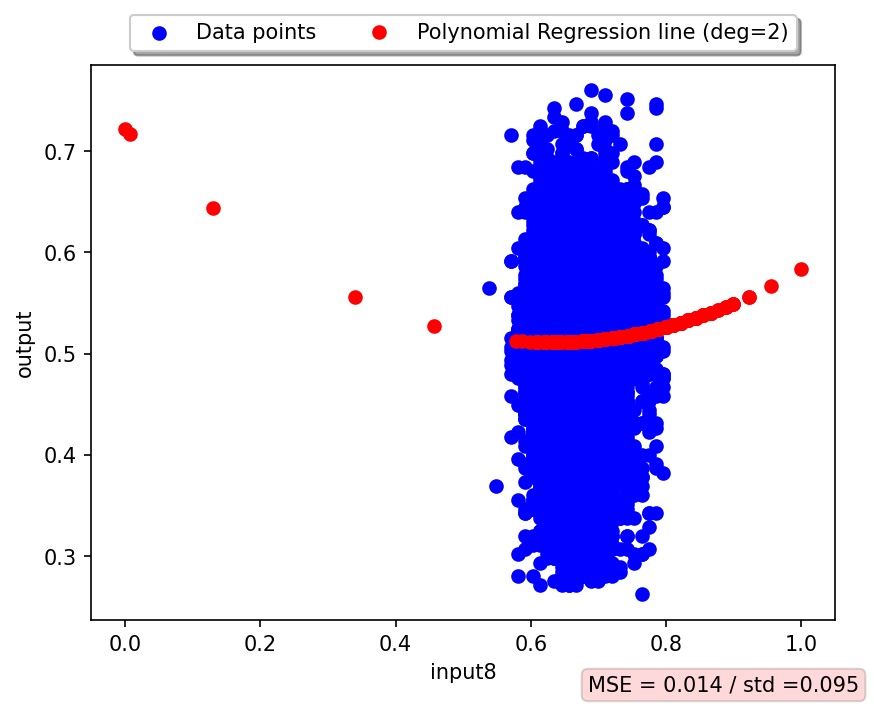 Data points Polynomial Regression line (deg=2)
0.7
0.6
0.5
0.4
0.3
output
0.0 0.2 0.4 0.6 0.8 1.0
input8
MSE = 0.014 / std =0.095